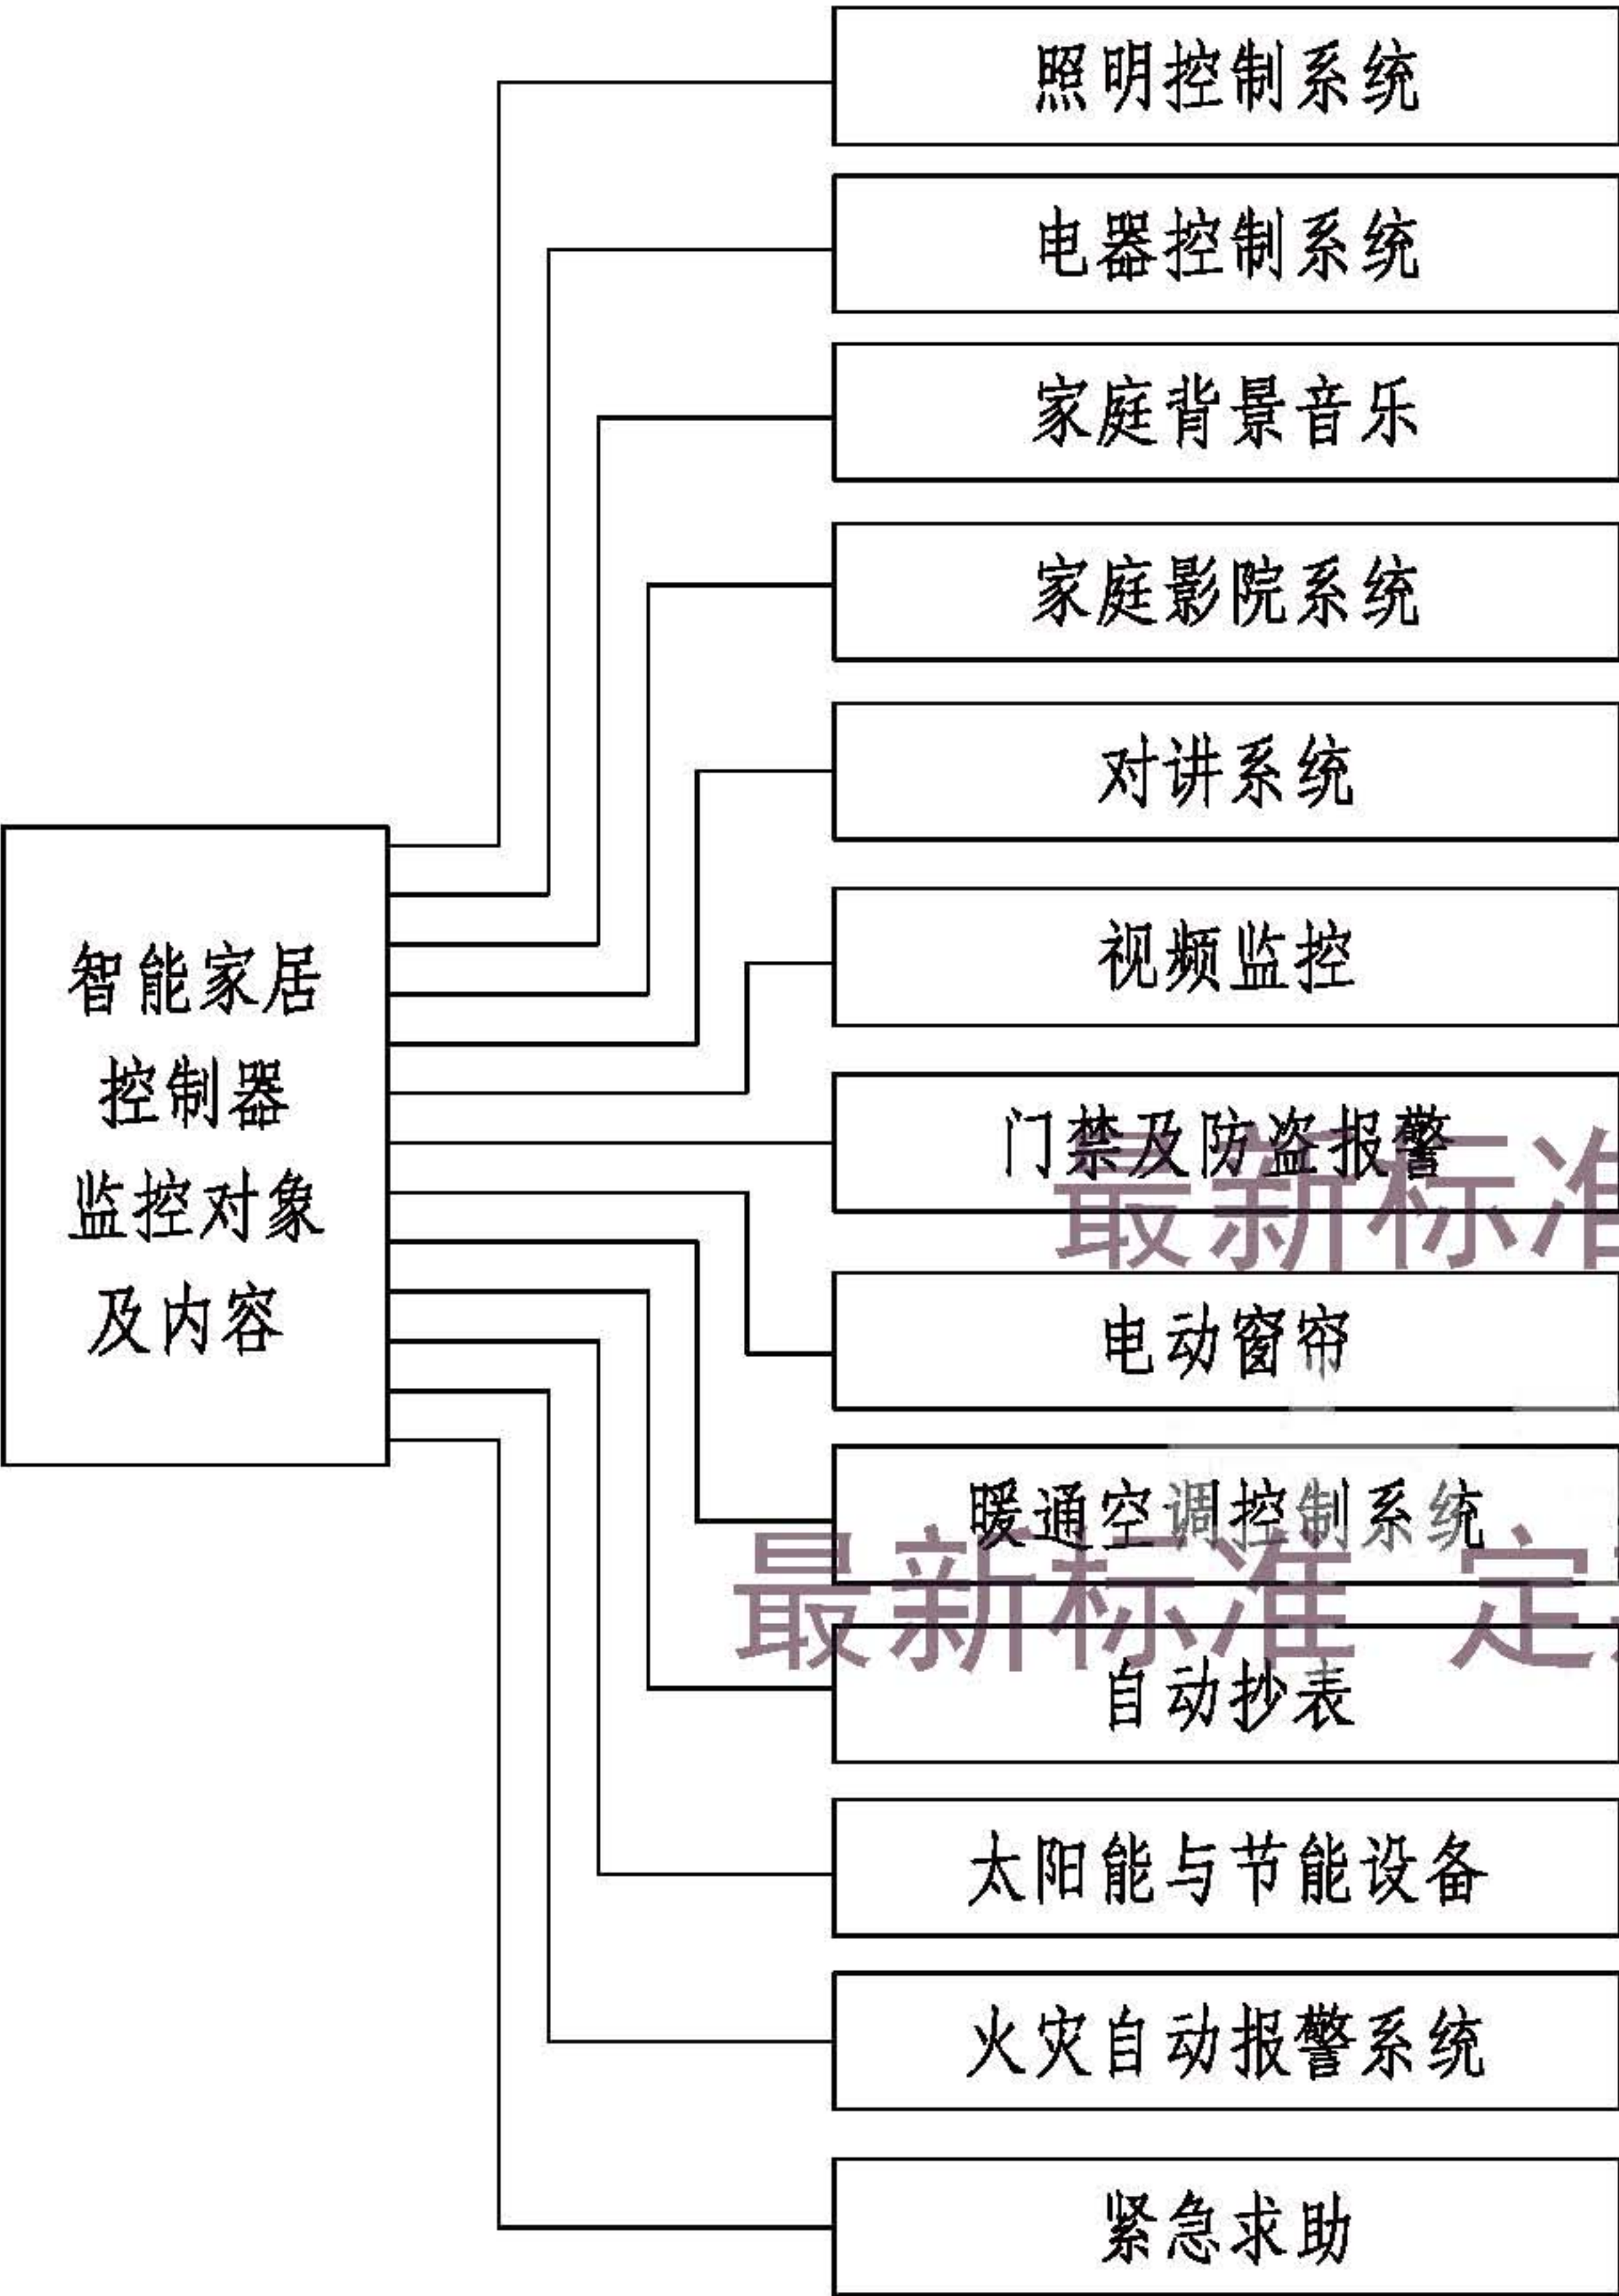 照明控制系统
电器控制系统
家庭背景音乐
家庭影院系统
对讲系统
视频监控
门禁及防盗报警
电动窗帘
暖通空调控制系统
自动抄表
太阳能与节能设备
火灾自动报警系统
紧急求助
智能家居
控制器
监控对象
及内容
最新标准
最新标准 定